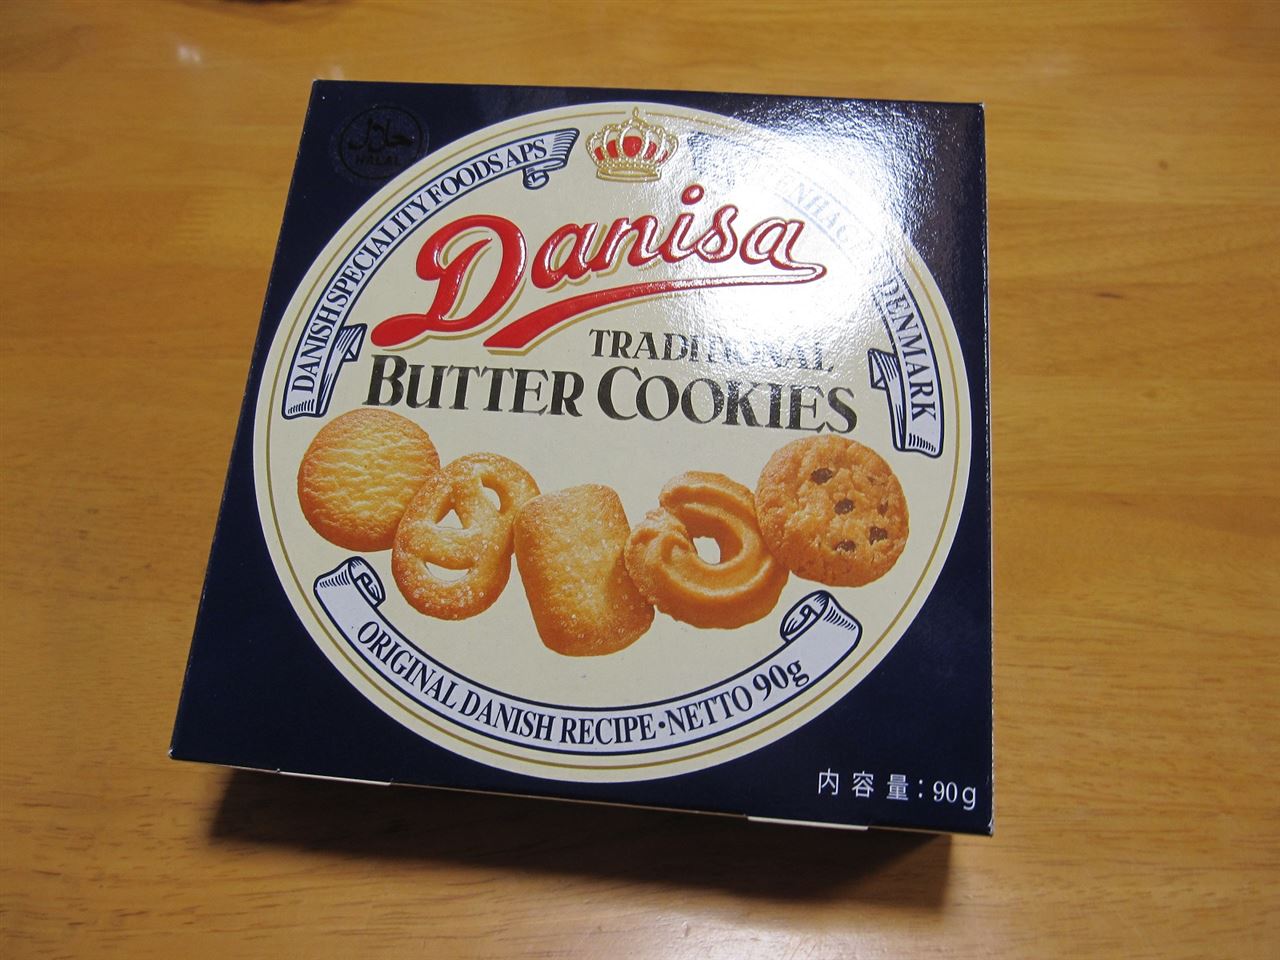 حلال
HALAL
DANISH SPECIALITY FOODS APS
DENMARK
Danisa
TRADITIONAL
BUTTER COOKIES
ORIGINAL DANISH RECIPE•NETTO 90g
内容量：90g